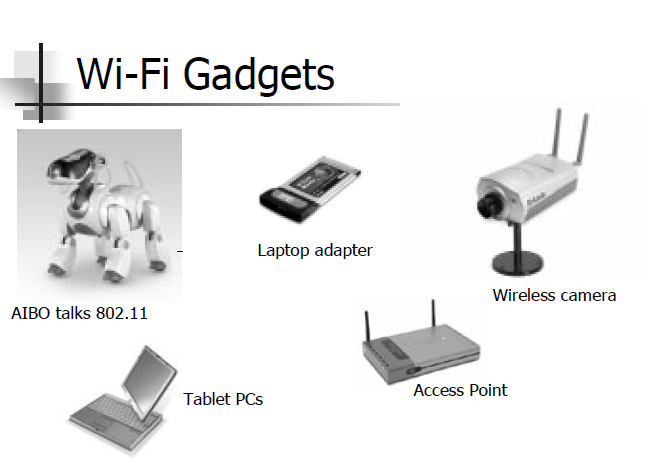 Wi-Fi Gadgets
Laptop adapter
Wireless camera
AIBO talks 802.11
Access Point
Tablet PCs